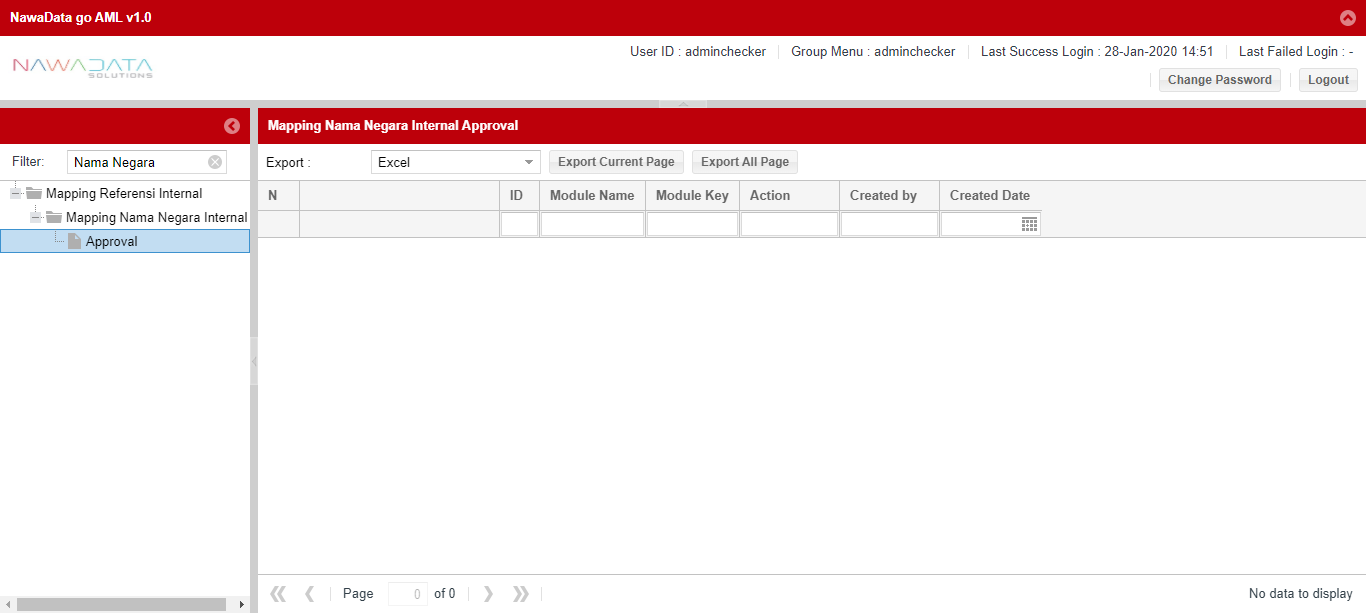 NawaData go AML v1.0
NAWADATA
SOLUTIONS
User ID : adminchecker
Group Menu : adminchecker
Last Success Login : 28-Jan-2020 14:51
Last Failed Login : -
Change Password
Logout
Filter:
Nama Negara
Mapping Referensi Internal
Mapping Nama Negara Internal
Approval
Mapping Nama Negara Internal Approval
Export :
Excel
Export Current Page
Export All Page
N
ID
Module Name
Module Key
Action
Created by
Created Date
Page
0
of 0
No data to display